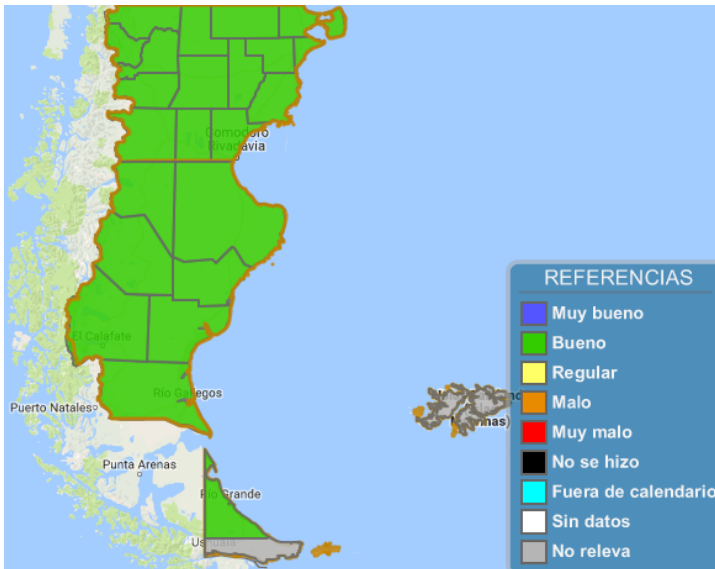 Comodoro
Rivadavia
REFERENCIAS
Muy bueno
Bueno
Regular
Malo
Muy malo
No se hizo
Fuera de calendario
Sin datos
No releva
El Calafate
Río Gallegos
Puerto Natales
Punta Arenas
Río Grande
Ushuaia